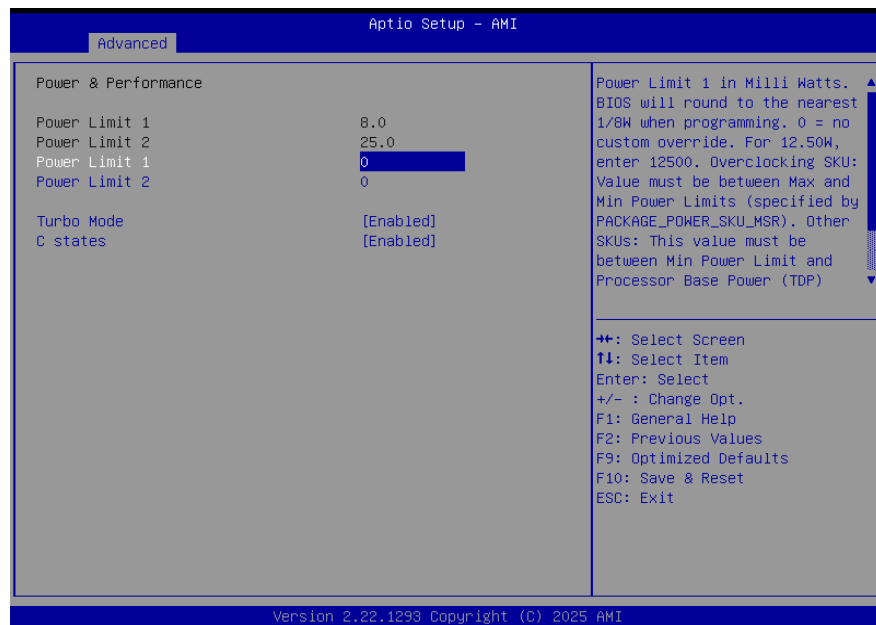 Aptio Setup - AMI
Advanced
Power & Performance
Power Limit 1 8.0
Power Limit 2 25.0
Power Limit 1 0
Power Limit 2 0
Turbo Mode [Enabled]
C states [Enabled]
Power Limit 1 in Milli Watts.
BIOS will round to the nearest
1/8W when programming. 0 = no
custom override. For 12.50W,
enter 12500. Overclocking SKU:
Value must be between Max and
Min Power Limits (specified by
PACKAGE_POWER_SKU_MSR). Other
SKUs: This value must be
between Min Power Limit and
Processor Base Power (TDP)
→←: Select Screen
↑↓: Select Item
Enter: Select
+/- : Change Opt.
F1: General Help
F2: Previous Values
F9: Optimized Defaults
F10: Save & Reset
ESC: Exit
Version 2.22.1293 Copyright (C) 2025 AMI